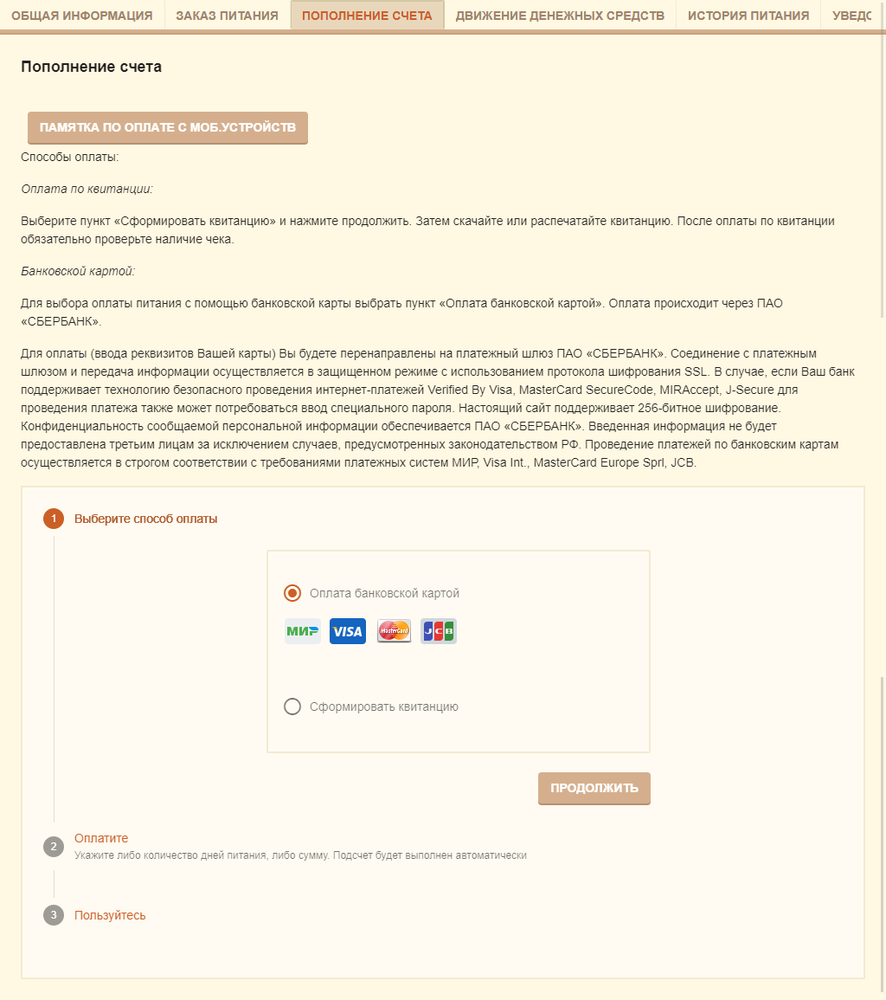 ОБЩАЯ ИНФОРМАЦИЯ ЗАКАЗ ПИТАНИЯ ПОПОЛНЕНИЕ СЧЕТА ДВИЖЕНИЕ ДЕНЕЖНЫХ СРЕДСТВ ИСТОРИЯ ПИТАНИЯ УВЕДО
Пополнение счета
ПАМЯТКА ПО ОПЛАТЕ С МОБ.УСТРОЙСТВ
Способы оплаты:
Оплата по квитанции:
Выберите пункт «Сформировать квитанцию» и нажмите продолжить. Затем скачайте или распечатайте квитанцию. После оплаты по квитанции
обязательно проверьте наличие чека.
Банковской картой:
Для выбора оплаты питания с помощью банковской карты выбрать пункт «Оплата банковской картой». Оплата происходит через ПАО
«СБЕРБАНК».
Для оплаты (ввода реквизитов Вашей карты) Вы будете перенаправлены на платежный шлюз ПАО «СБЕРБАНК». Соединение с платежным
шлюзом и передача информации осуществляется в защищенном режиме с использованием протокола шифрования SSL. В случае, если Ваш банк
поддерживает технологию безопасного проведения интернет-платежей Verified By Visa, MasterCard SecureCode, MIRAccept, J-Secure для
проведения платежа также может потребоваться ввод специального пароля. Настоящий сайт поддерживает 256-битное шифрование.
Конфиденциальность сообщаемой персональной информации обеспечивается ПАО «СБЕРБАНК». Введенная информация не будет
предоставлена третьим лицам за исключением случаев, предусмотренных законодательством РФ. Проведение платежей по банковским картам
осуществляется в строгом соответствии с требованиями платежных систем МИР, Visa Int., MasterCard Europe Sprl, JCB.
1 Выберите способ оплаты
Оплата банковской картой
МИР VISA MasterCard JCB
Сформировать квитанцию
ПРОДОЛЖИТЬ
2 Оплатите
Укажите либо количество дней питания, либо сумму. Подсчет будет выполнен автоматически
3 Пользуйтесь